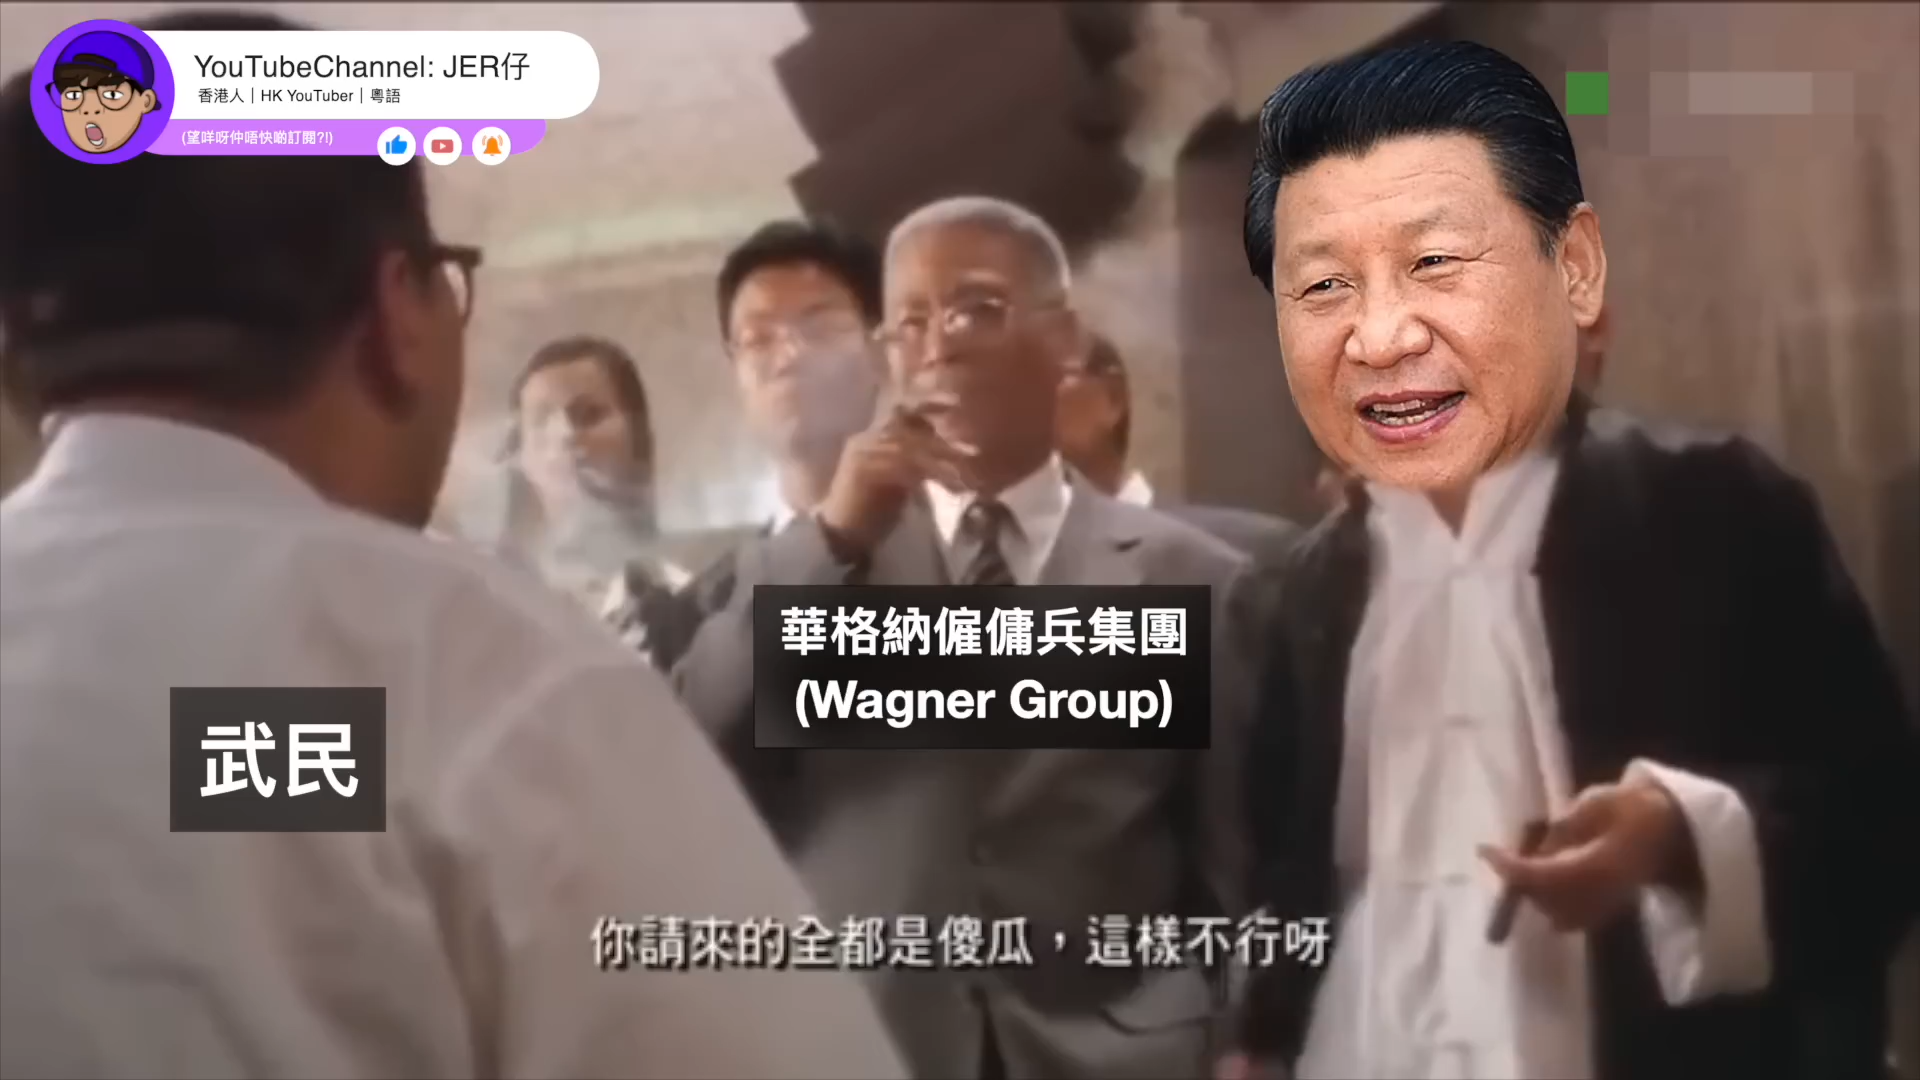 YouTubeChannel: JER仔
香港人｜HK YouTuber｜粵語
(望咩呀仲唔快啲訂閱?!)
華格納僱傭兵集團
(Wagner Group)
武民
你請來的全都是傻瓜，這樣不行呀